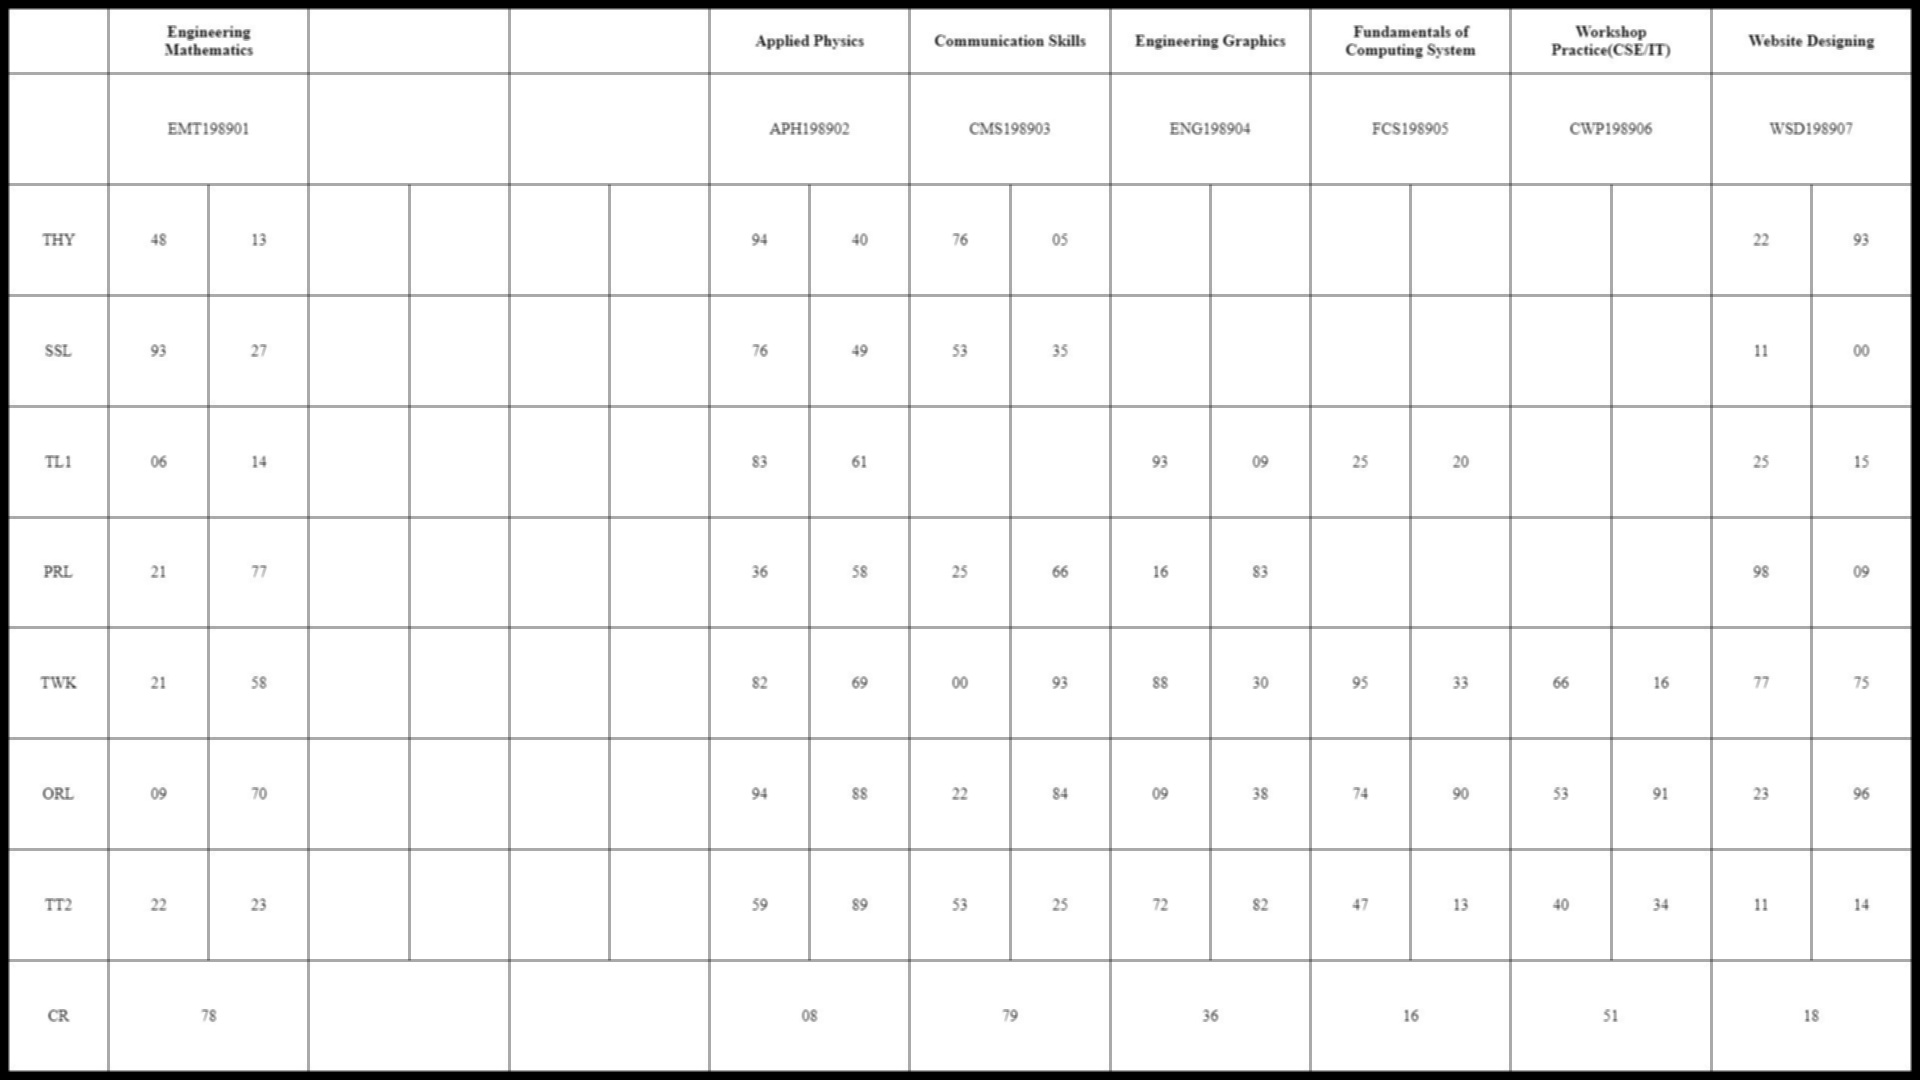 Engineering Mathematics Applied Physics Communication Skills Engineering Graphics Fundamentals of Computing System Workshop Practice(CSE/IT) Website Designing
EMT198901 APH198902 CMS198903 ENG198904 FCS198905 CWP198906 WSD198907
THY 48 13 94 40 76 05 22 93
SSL 93 27 76 49 53 35 11 00
TL1 06 14 83 61 93 09 25 20 25 15
PRL 21 77 36 58 25 66 16 83 98 09
TWK 21 58 82 69 00 93 88 30 95 33 66 16 77 75
ORL 09 70 94 88 22 84 09 38 74 90 53 91 23 96
TT2 22 23 59 89 53 25 72 82 47 13 40 34 11 14
CR 78 08 79 36 16 51 18